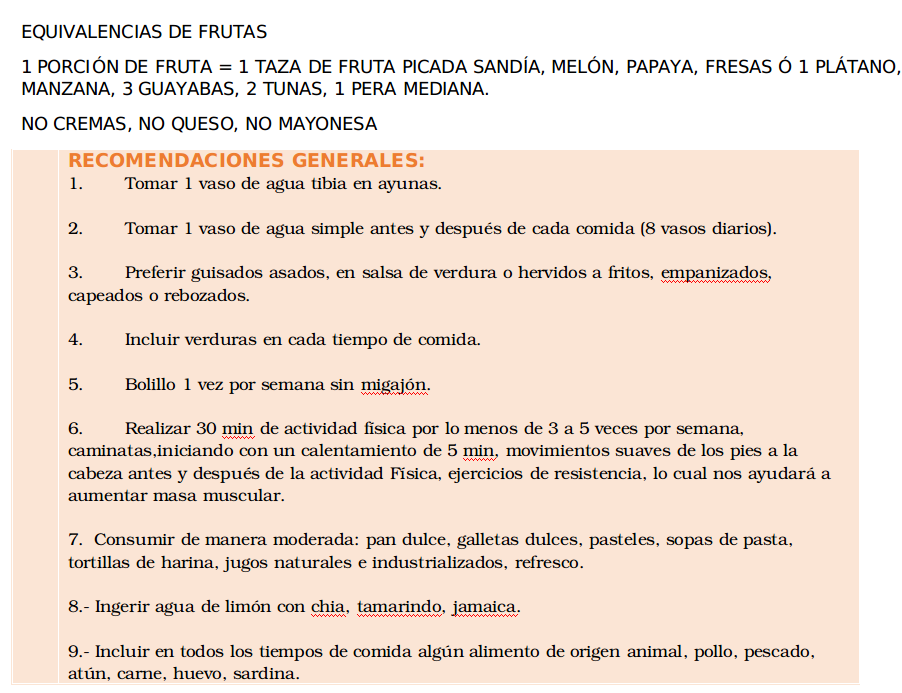 EQUIVALENCIAS DE FRUTAS
1 PORCIÓN DE FRUTA = 1 TAZA DE FRUTA PICADA SANDÍA, MELÓN, PAPAYA, FRESAS Ó 1 PLÁTANO,
MANZANA, 3 GUAYABAS, 2 TUNAS, 1 PERA MEDIANA.
NO CREMAS, NO QUESO, NO MAYONESA
RECOMENDACIONES GENERALES:
1. Tomar 1 vaso de agua tibia en ayunas.
2. Tomar 1 vaso de agua simple antes y después de cada comida (8 vasos diarios).
3. Preferir guisados asados, en salsa de verdura o hervidos a fritos, empanizados,
capeados o rebozados.
4. Incluir verduras en cada tiempo de comida.
5. Bolillo 1 vez por semana sin migajón.
6. Realizar 30 min de actividad física por lo menos de 3 a 5 veces por semana,
caminatas,iniciando con un calentamiento de 5 min, movimientos suaves de los pies a la
cabeza antes y después de la actividad Física, ejercicios de resistencia, lo cual nos ayudará a
aumentar masa muscular.
7. Consumir de manera moderada: pan dulce, galletas dulces, pasteles, sopas de pasta,
tortillas de harina, jugos naturales e industrializados, refresco.
8.- Ingerir agua de limón con chia, tamarindo, jamaica.
9.- Incluir en todos los tiempos de comida algún alimento de origen animal, pollo, pescado,
atún, carne, huevo, sardina.